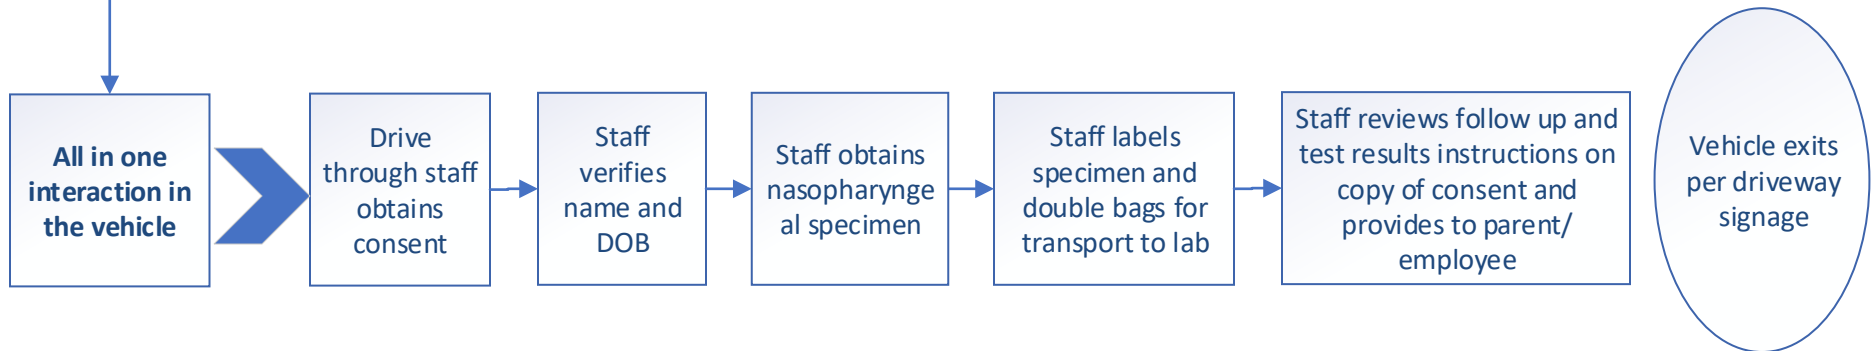 All in one
interaction in
the vehicle
Drive
through staff
obtains
consent
Staff
verifies
name and
DOB
Staff obtains
nasopharynge
al specimen
Staff labels
specimen and
double bags for
transport to lab
Staff reviews follow up and
test results instructions on
copy of consent and
provides to parent/
employee
Vehicle exits
per driveway
signage